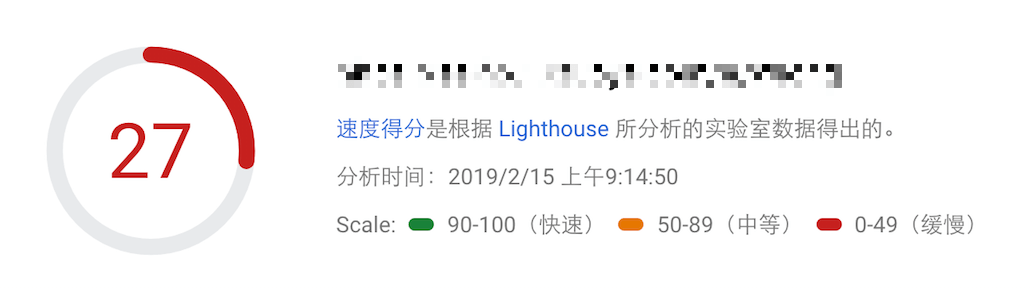 27
速度得分是根据 Lighthouse 所分析的实验室数据得出的。
分析时间：2019/2/15 上午9:14:50
Scale: 90-100（快速） 50-89（中等） 0-49（缓慢）